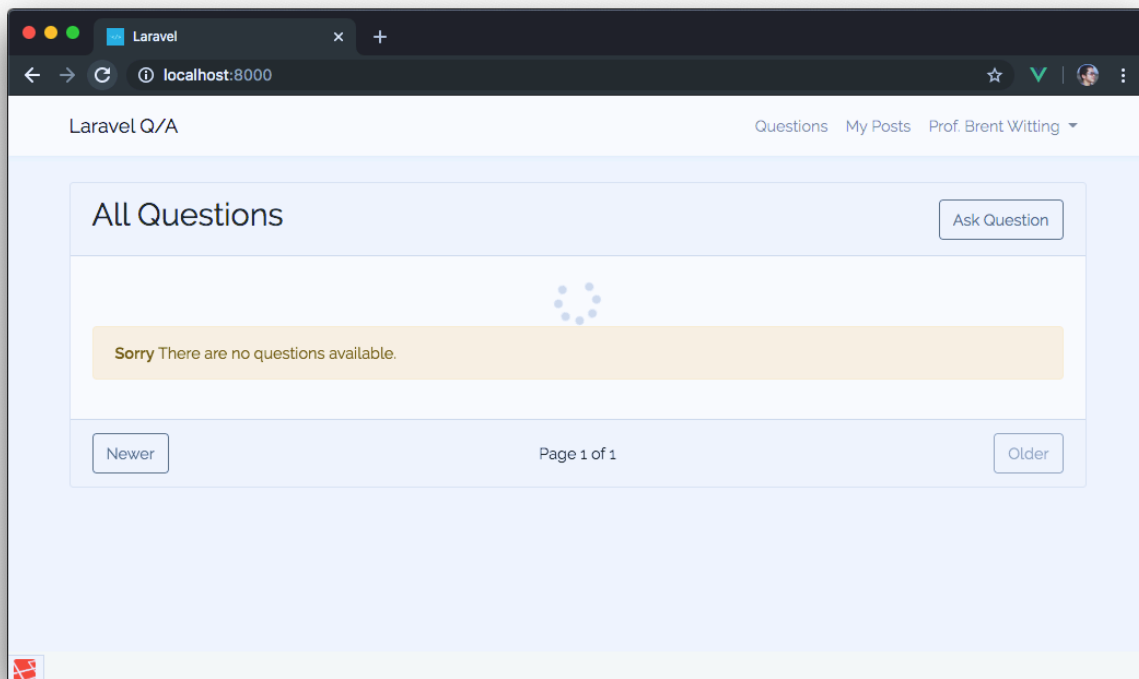 Laravel
localhost:8000
Laravel Q/A
Questions My Posts Prof. Brent Witting
All Questions
Ask Question
Sorry There are no questions available.
Newer
Page 1 of 1
Older